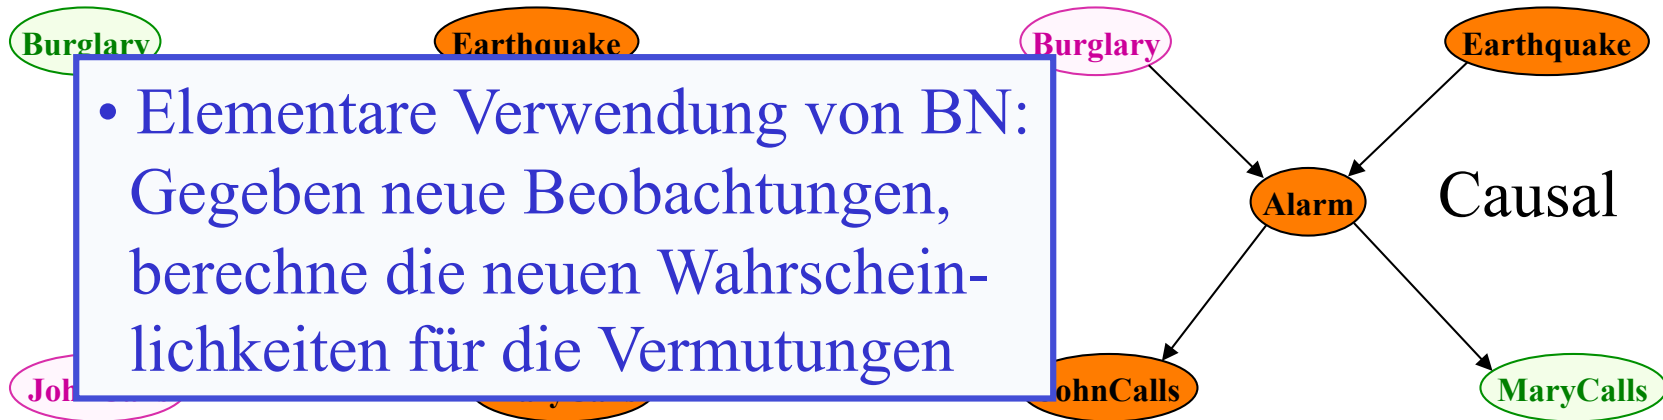 Burglary
Earthquake
Burglary
Earthquake
• Elementare Verwendung von BN:
Gegeben neue Beobachtungen,
berechne die neuen Wahrschein-
lichkeiten für die Vermutungen
Alarm
Causal
ohnCalls
MaryCalls